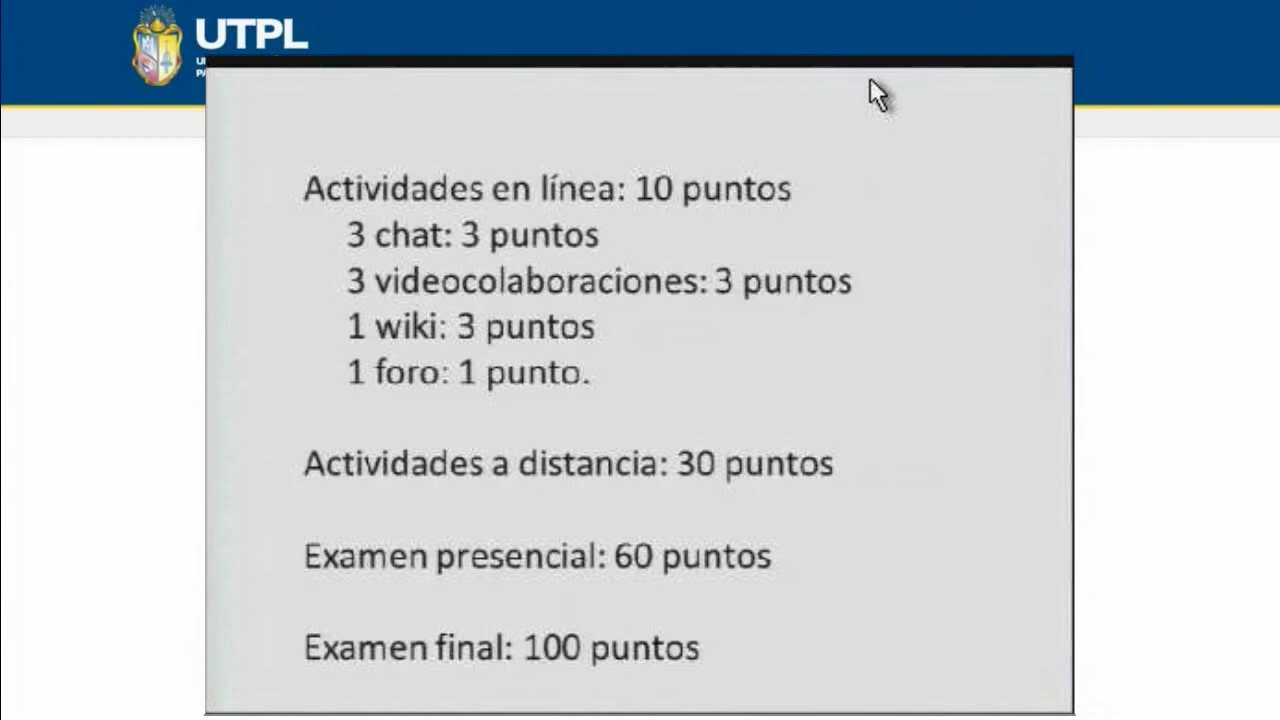 UTPL
Actividades en línea: 10 puntos
3 chat: 3 puntos
3 videocolaboraciones: 3 puntos
1 wiki: 3 puntos
1 foro: 1 punto.
Actividades a distancia: 30 puntos
Examen presencial: 60 puntos
Examen final: 100 puntos